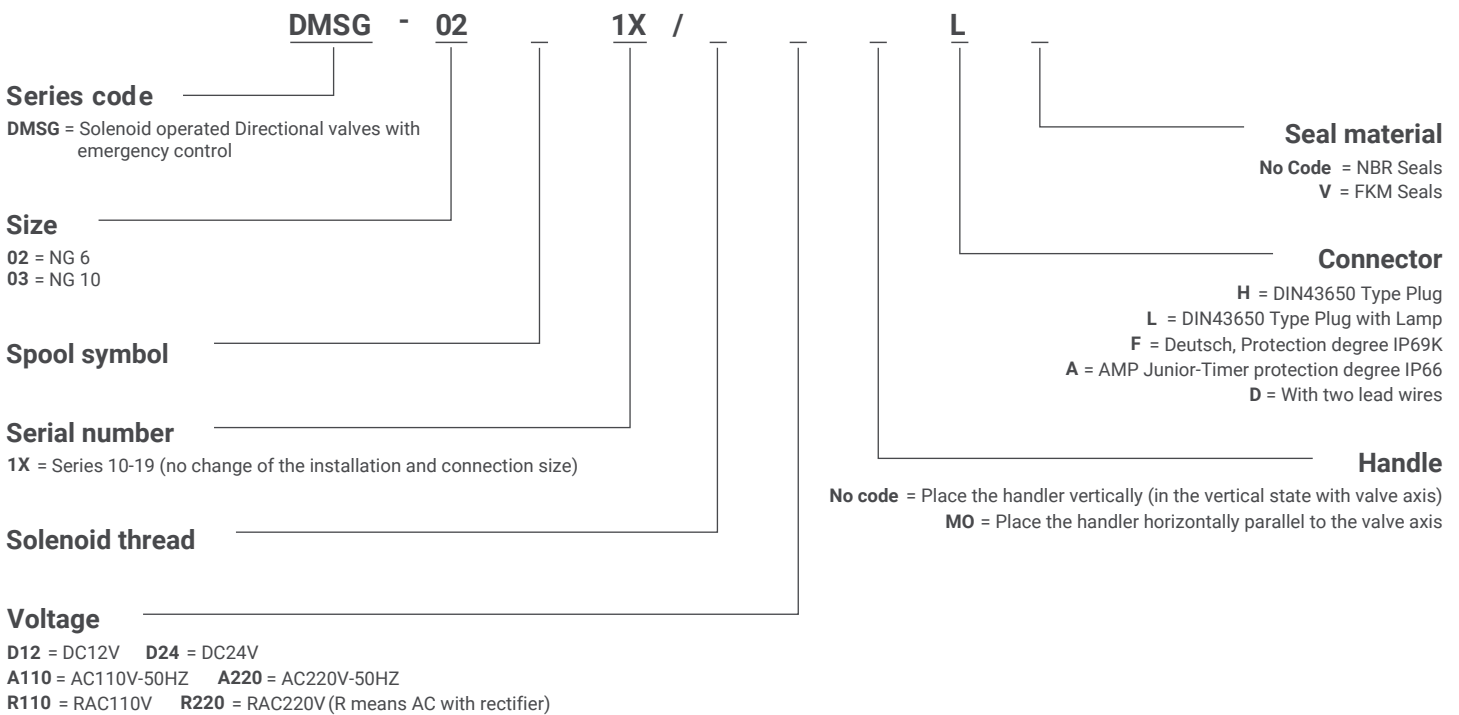 DMSG - 02 _ 1X / _ _ _ L _
Series code
DMSG = Solenoid operated Directional valves with
emergency control
Size
02 = NG 6
03 = NG 10
Spool symbol
Serial number
1X = Series 10-19 (no change of the installation and connection size)
Solenoid thread
Voltage
D12 = DC12V D24 = DC24V
A110 = AC110V-50HZ A220 = AC220V-50HZ
R110 = RAC110V R220 = RAC220V (R means AC with rectifier)
Seal material
No Code = NBR Seals
V = FKM Seals
Connector
H = DIN43650 Type Plug
L = DIN43650 Type Plug with Lamp
F = Deutsch, Protection degree IP69K
A = AMP Junior-Timer protection degree IP66
D = With two lead wires
Handle
No code = Place the handler vertically (in the vertical state with valve axis)
MO = Place the handler horizontally parallel to the valve axis